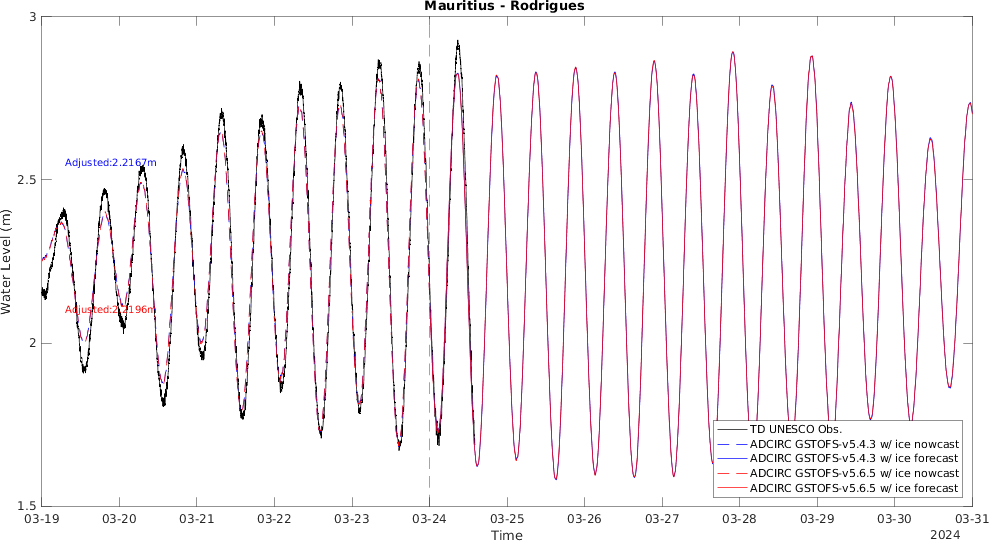 Mauritius - Rodrigues
3
2.5
2
1.5
Water Level (m)
Adjusted:2.2167m
Adjusted:2.2196m
TD UNESCO Obs.
ADCIRC GSTOFS-v5.4.3 w/ ice nowcast
ADCIRC GSTOFS-v5.4.3 w/ ice forecast
ADCIRC GSTOFS-v5.6.5 w/ ice nowcast
ADCIRC GSTOFS-v5.6.5 w/ ice forecast
03-19 03-20 03-21 03-22 03-23 03-24 03-25 03-26 03-27 03-28 03-29 03-30 03-31
Time
2024